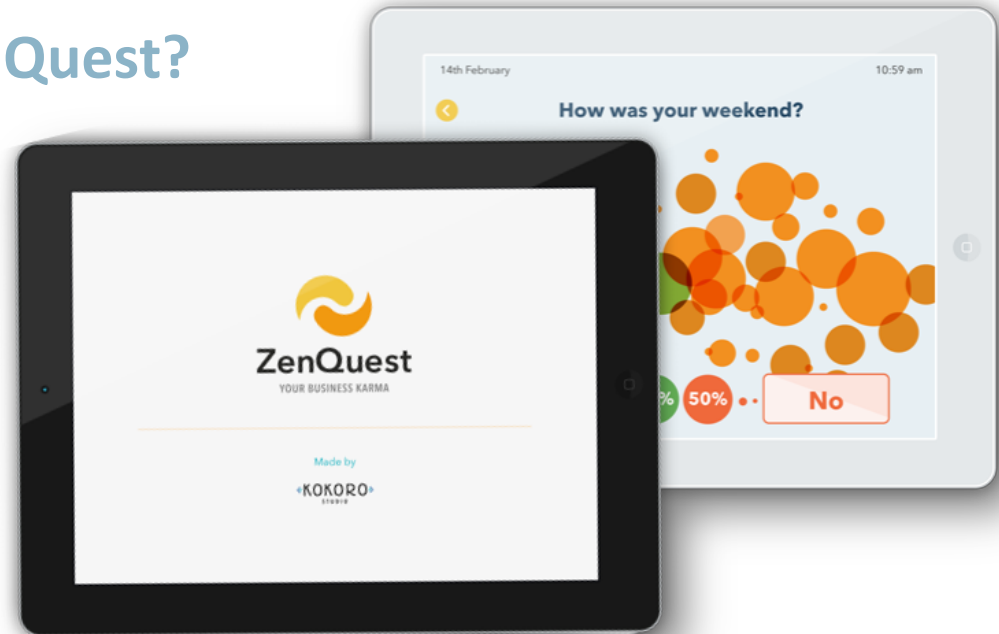 Quest?
14th February
10:59 am
How was your weekend?
% 50%
No
ZenQuest
YOUR BUSINESS KARMA
Made by
KOKORO
STUDIO